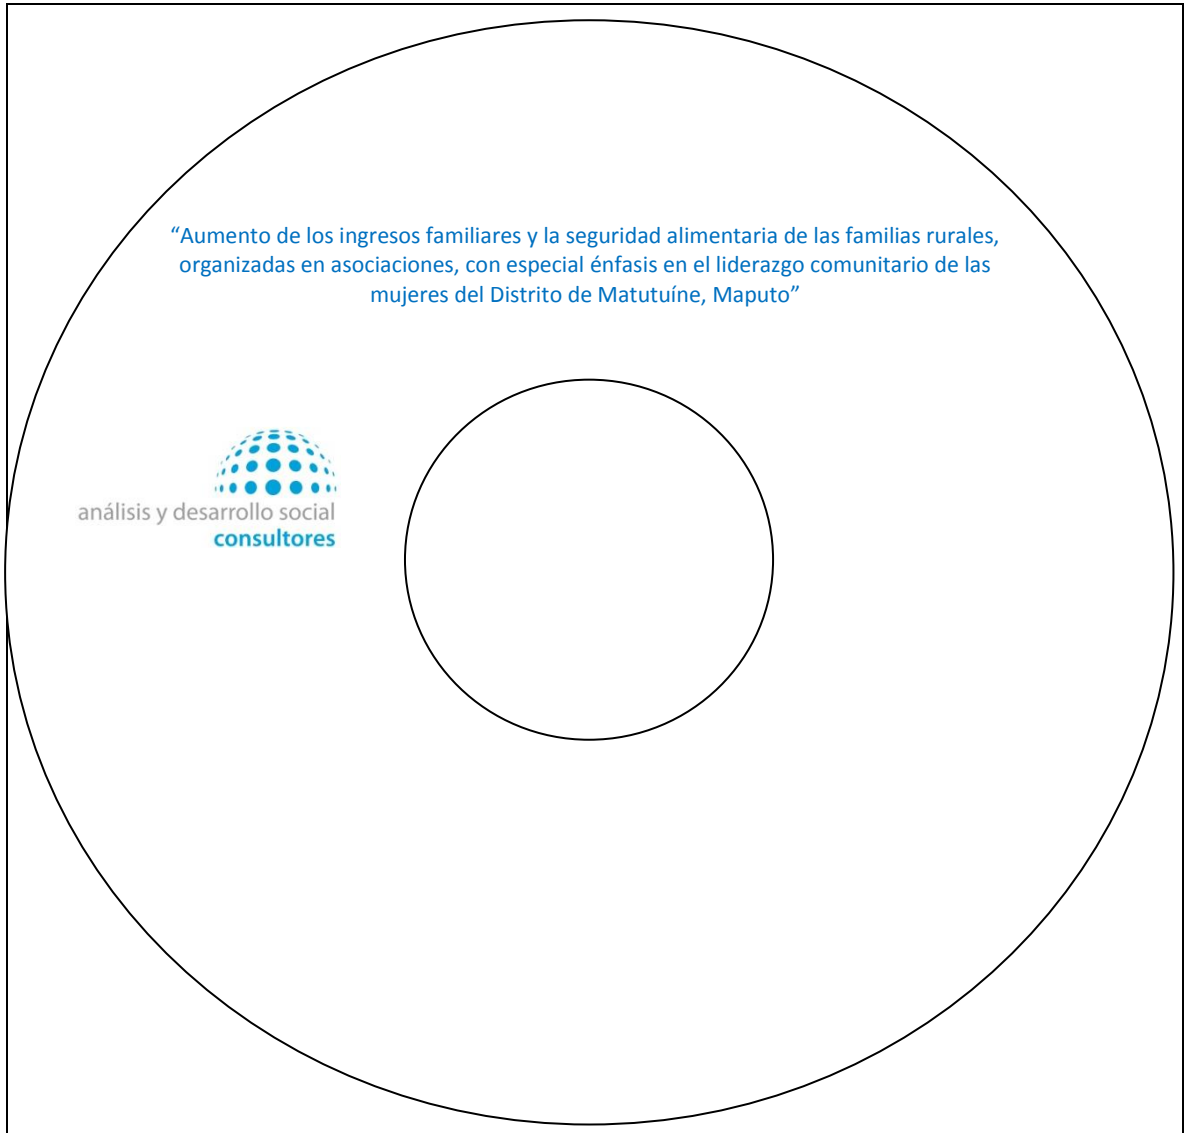 “Aumento de los ingresos familiares y la seguridad alimentaria de las familias rurales,
organizadas en asociaciones, con especial énfasis en el liderazgo comunitario de las
mujeres del Distrito de Matutuíne, Maputo”
análisis y desarrollo social
consultores